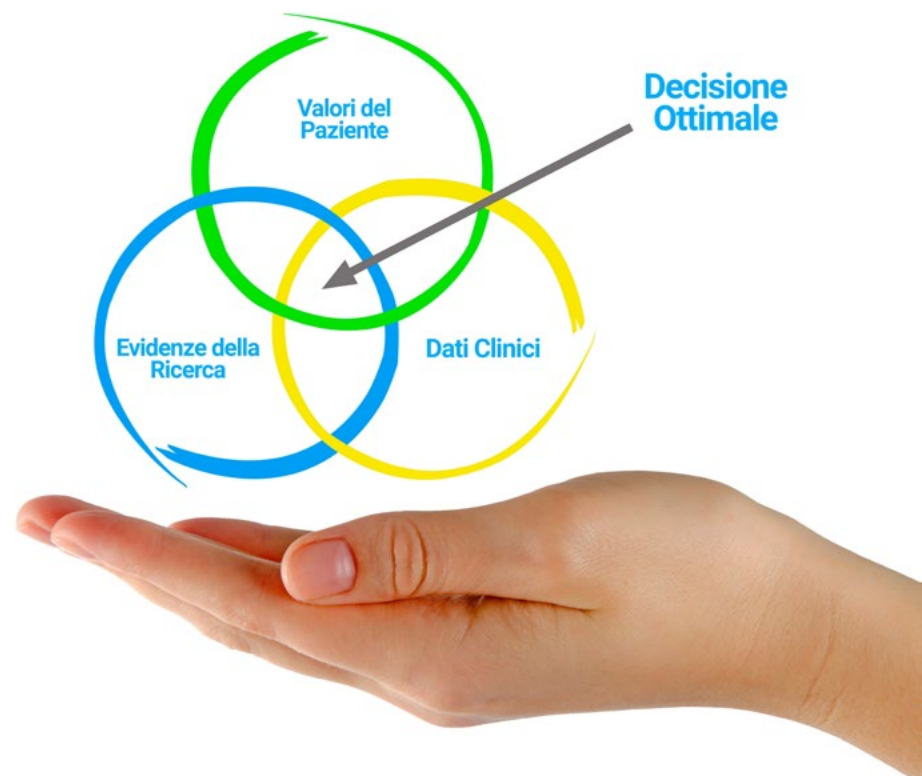 Valori del
Paziente
Decisione
Ottimale
Evidenze della
Ricerca
Dati Clinici